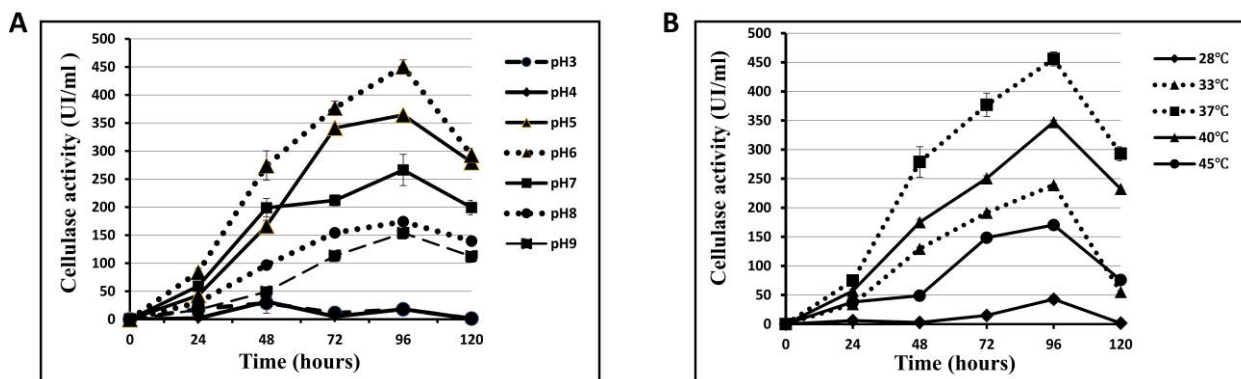 A
Cellulase activity (UI/ml)
500
450
400
350
300
250
200
150
100
50
0
0 24 48 72 96 120
Time (hours)
pH3
pH4
pH5
pH6
pH7
pH8
pH9
B
Cellulase activity (UI/ml)
500
450
400
350
300
250
200
150
100
50
0
0 24 48 72 96 120
Time (hours)
28°C
33°C
37°C
40°C
45°C